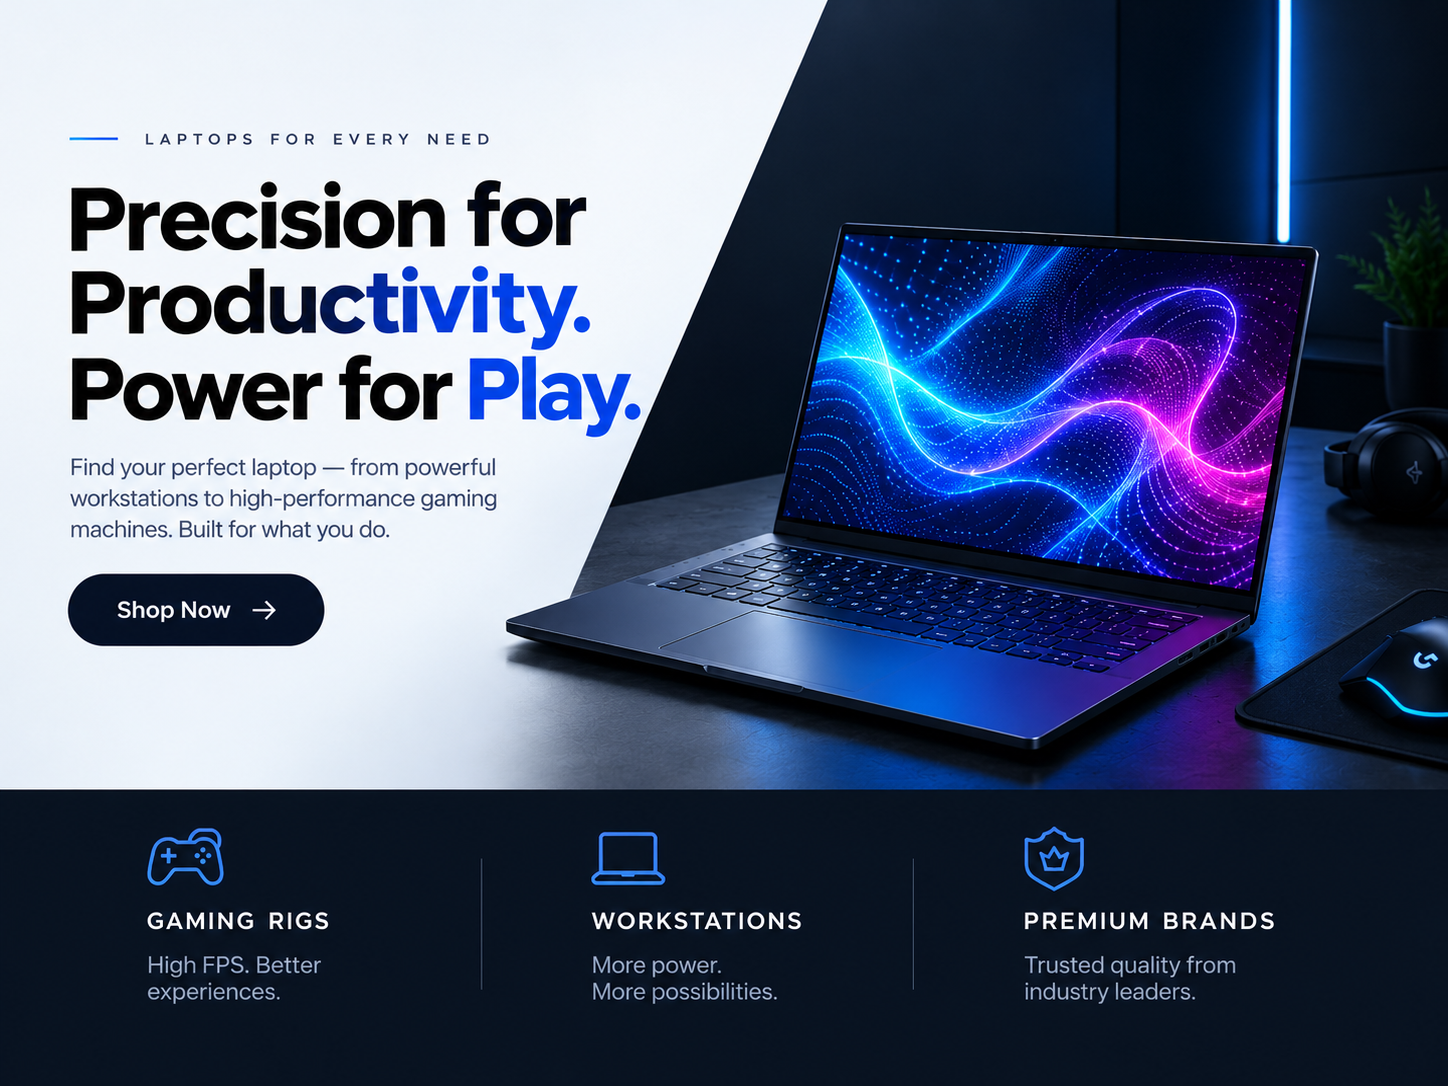 LAPTOPS FOR EVERY NEED
Precision for
Productivity.
Power for Play.
Find your perfect laptop — from powerful
workstations to high-performance gaming
machines. Built for what you do.
Shop Now →
GAMING RIGS
High FPS. Better
experiences.
WORKSTATIONS
More power.
More possibilities.
PREMIUM BRANDS
Trusted quality from
industry leaders.